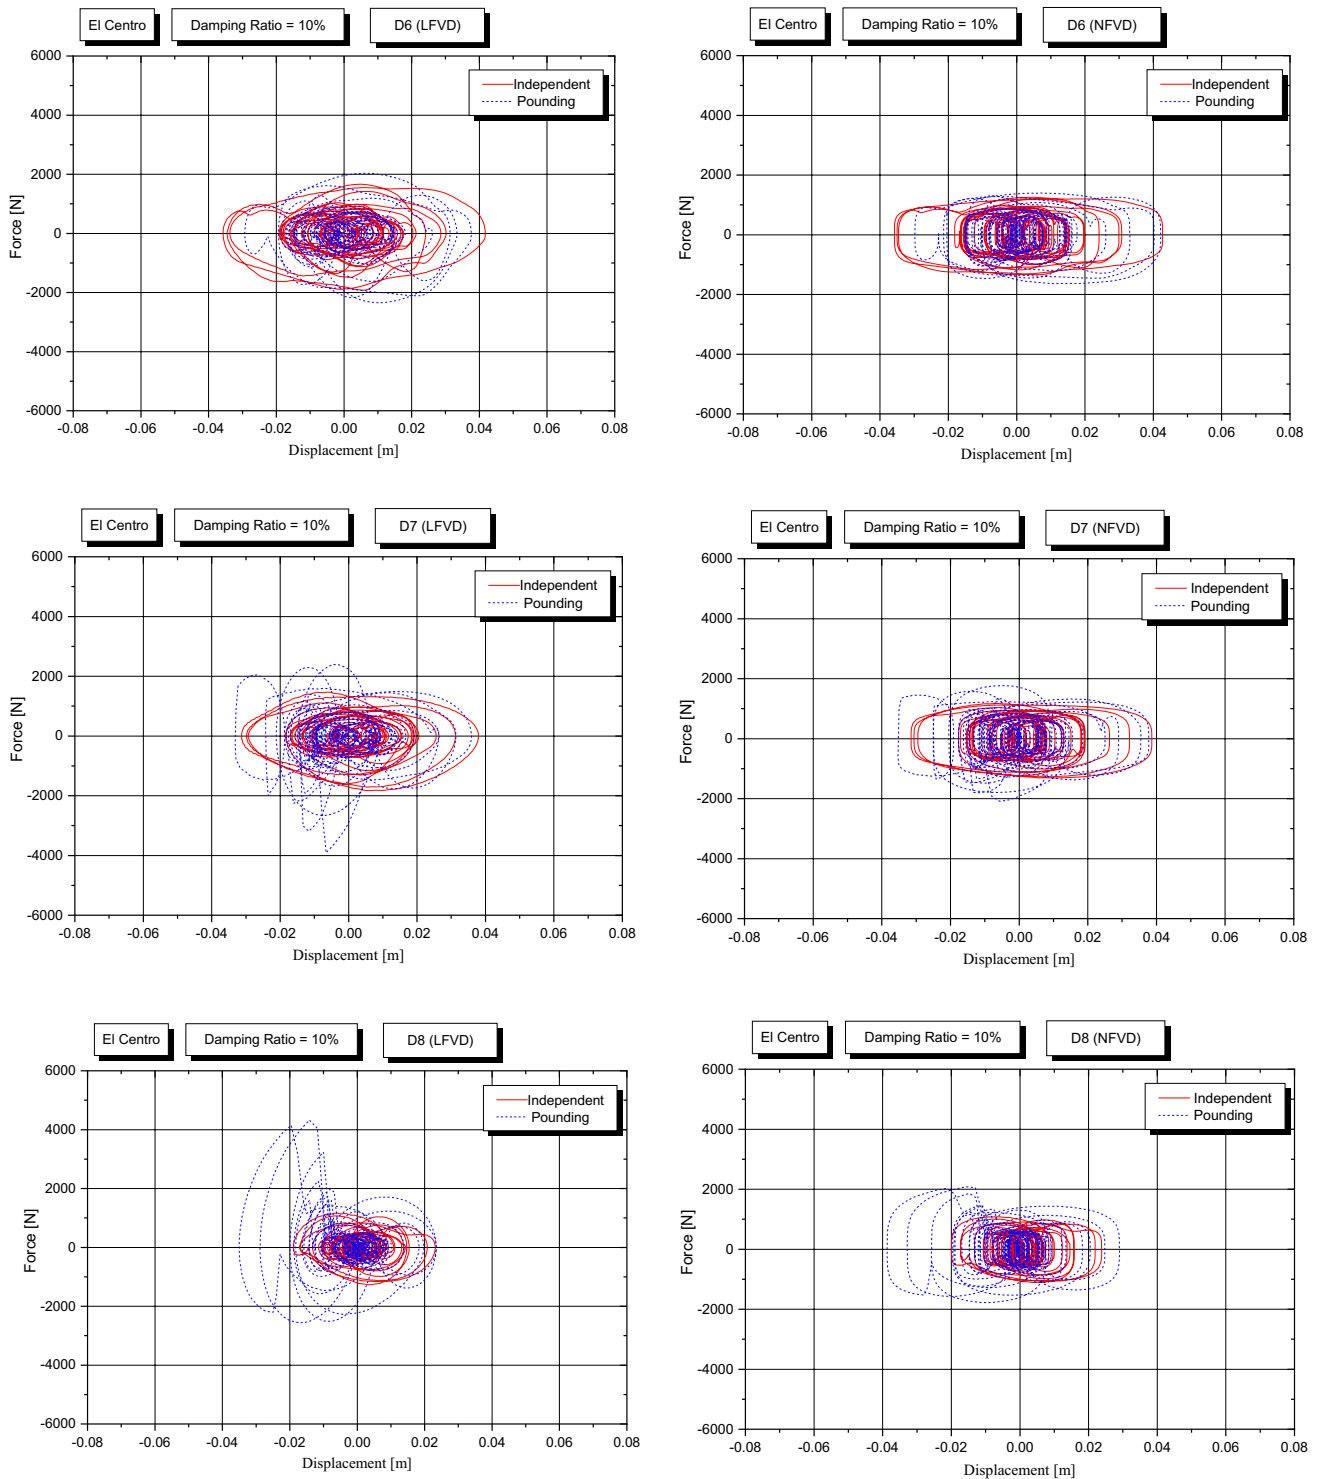 El Centro
Damping Ratio = 10%
D6 (LFVD)
6000
4000
2000
0
-2000
-4000
-6000
Force [N]
Independent
Pounding
-0.08 -0.06 -0.04 -0.02 0.00 0.02 0.04 0.06 0.08
Displacement [m]
El Centro
Damping Ratio = 10%
D6 (NFVD)
6000
4000
2000
0
-2000
-4000
-6000
Force [N]
Independent
Pounding
-0.08 -0.06 -0.04 -0.02 0.00 0.02 0.04 0.06 0.08
Displacement [m]
El Centro
Damping Ratio = 10%
D7 (LFVD)
6000
4000
2000
0
-2000
-4000
-6000
Force [N]
Independent
Pounding
-0.08 -0.06 -0.04 -0.02 0.00 0.02 0.04 0.06 0.08
Displacement [m]
El Centro
Damping Ratio = 10%
D7 (NFVD)
6000
4000
2000
0
-2000
-4000
-6000
Force [N]
Independent
Pounding
-0.08 -0.06 -0.04 -0.02 0.00 0.02 0.04 0.06 0.08
Displacement [m]
El Centro
Damping Ratio = 10%
D8 (LFVD)
6000
4000
2000
0
-2000
-4000
-6000
Force [N]
Independent
Pounding
-0.08 -0.06 -0.04 -0.02 0.00 0.02 0.04 0.06 0.08
Displacement [m]
El Centro
Damping Ratio = 10%
D8 (NFVD)
6000
4000
2000
0
-2000
-4000
-6000
Force [N]
Independent
Pounding
-0.08 -0.06 -0.04 -0.02 0.00 0.02 0.04 0.06 0.08
Displacement [m]